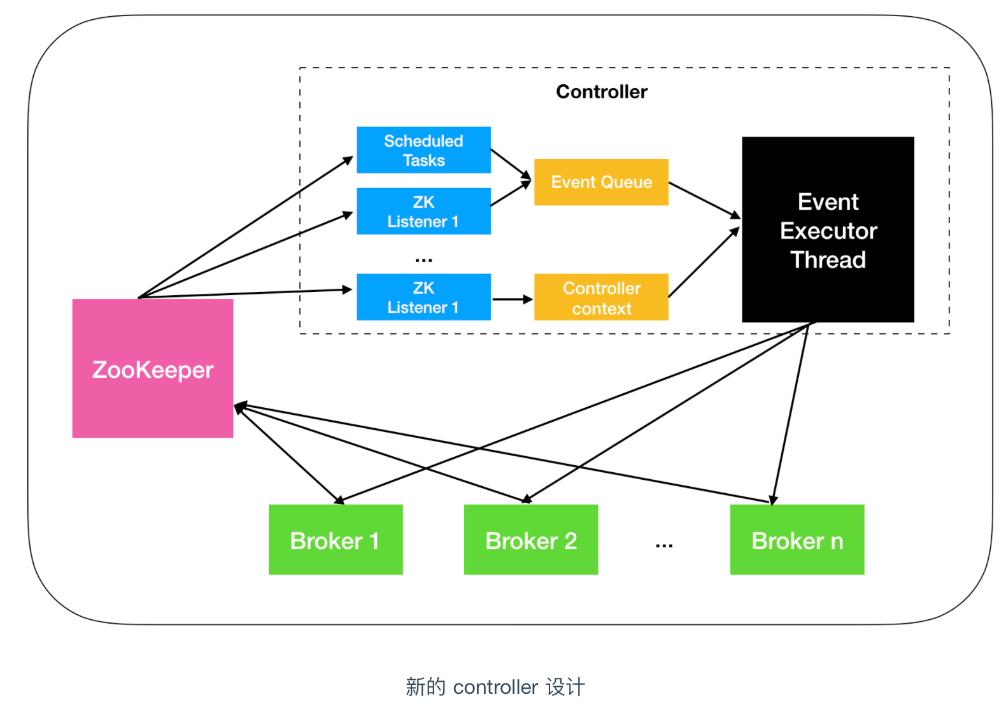 Controller
Scheduled
Tasks
ZK
Listener 1
...
ZK
Listener 1
Event Queue
Controller
context
Event
Executor
Thread
ZooKeeper
Broker 1
Broker 2
...
Broker n
新的 controller 设计